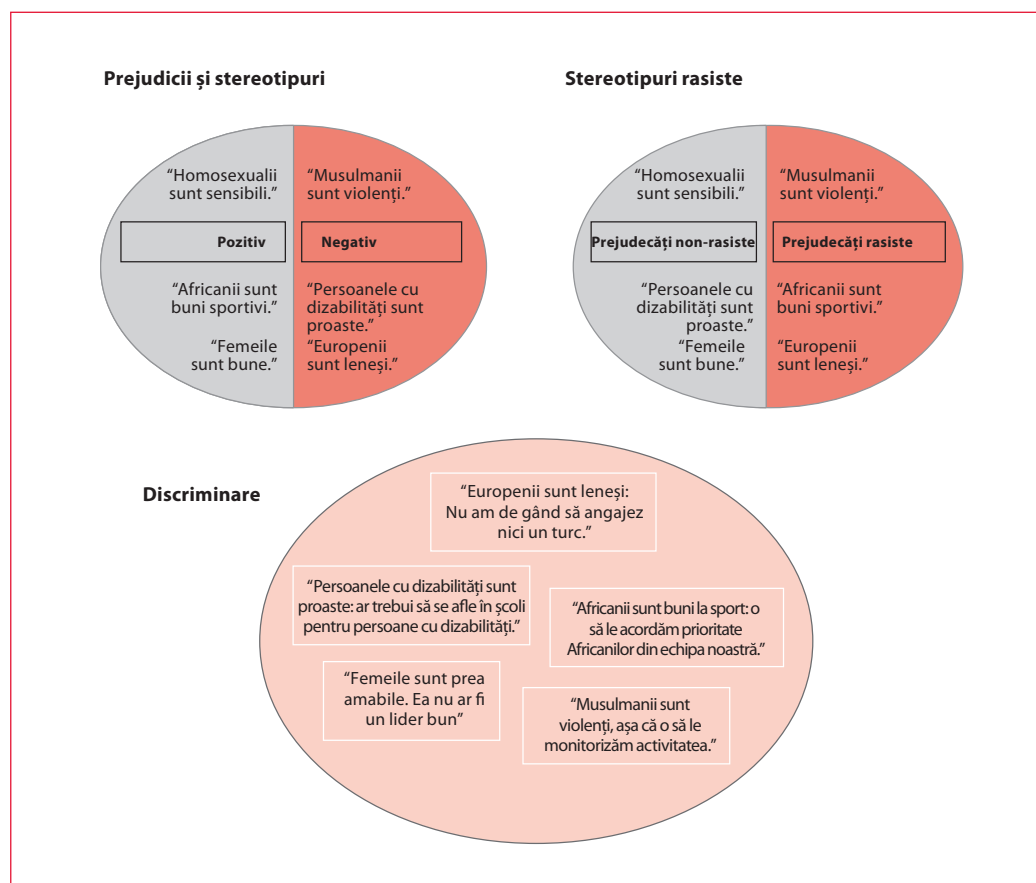 Prejudicii și stereotipuri
“Homosexualii
sunt sensibili.”
“Musulmanii
sunt violenți.”
Pozitiv
Negativ
“Africanii sunt
buni sportivi.”
“Persoanele cu
dizabilități sunt
proaste.”
“Femeile
sunt bune.”
“Europenii
sunt leneși.”
Stereotipuri rasiste
“Homosexualii
sunt sensibili.”
“Musulmanii
sunt violenți.”
Prejudecăți non-rasiste
Prejudecăți rasiste
“Persoanele cu
dizabilități sunt
proaste.”
“Africanii sunt
buni sportivi.”
“Femeile
sunt bune.”
“Europenii
sunt leneși.”
Discriminare
“Europenii sunt leneși:
Nu am de gând să angajez
nici un turc.”
“Persoanele cu dizabilități sunt
proaste: ar trebui să se afle în școli
pentru persoane cu dizabilități.”
“Africanii sunt buni la sport: o
să le acordăm prioritate
Africanilor din echipa noastră.”
“Femeile sunt prea
amabile. Ea nu ar fi
un lider bun”
“Musulmanii sunt
violenți, așa că o să le
monitorizăm activitatea.”